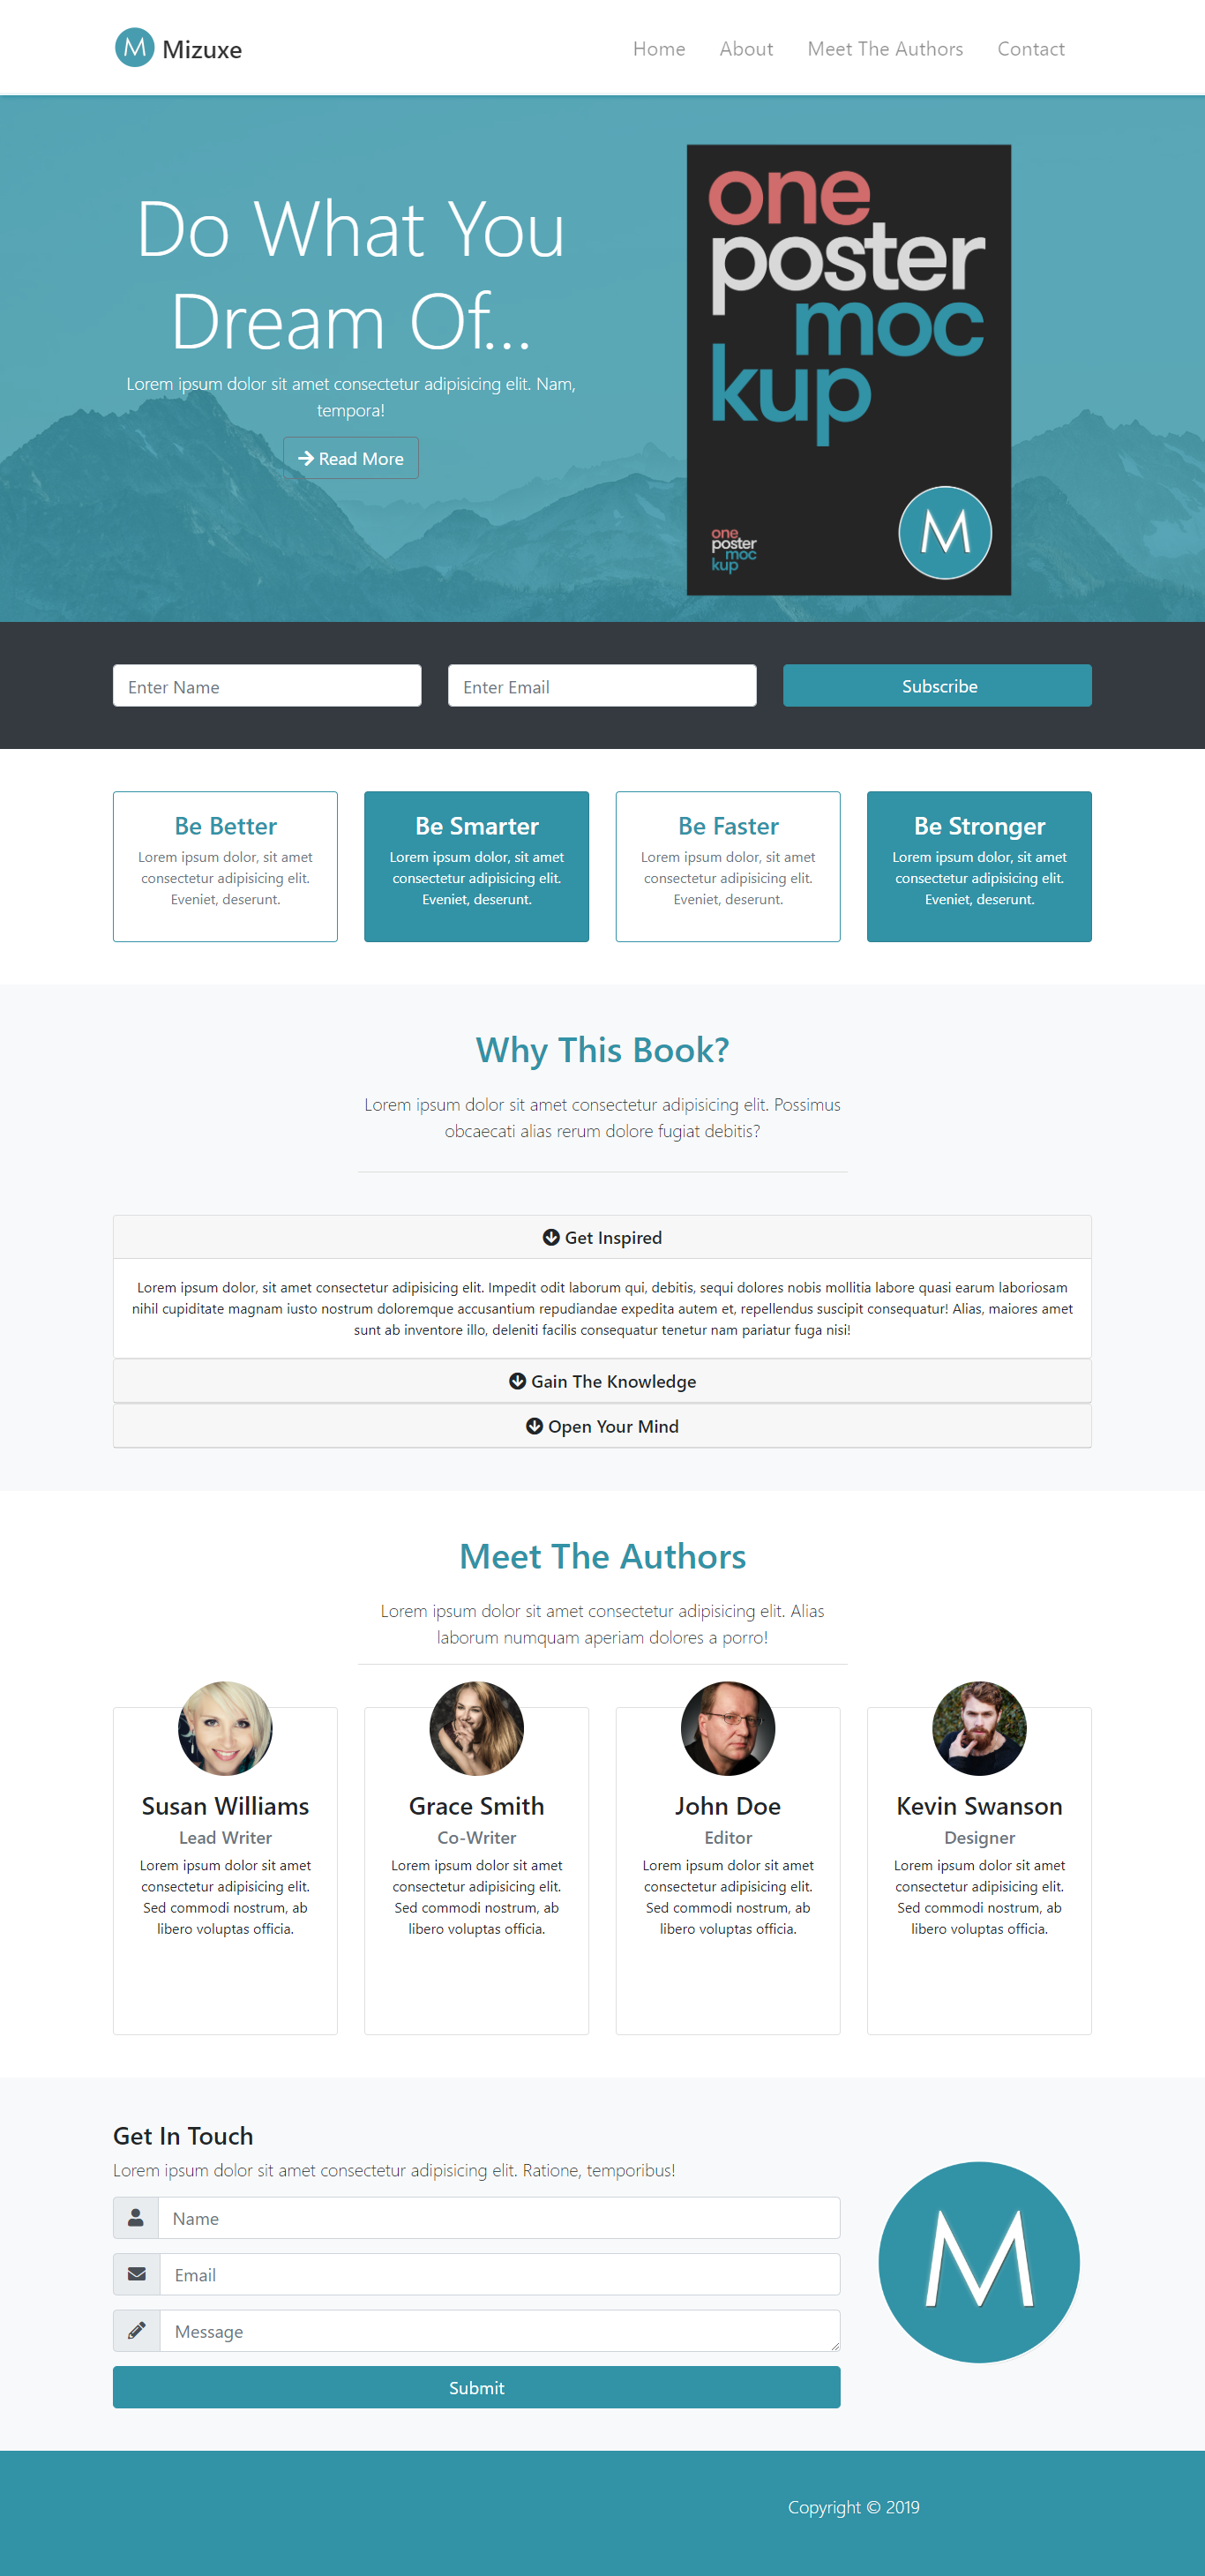 M Mizuxe
Home About Meet The Authors Contact
Do What You
Dream Of...
Lorem ipsum dolor sit amet consectetur adipisicing elit. Nam,
tempora!
Read More
one
poster
moc
kup
one
poster
moc
kup
M
Enter Name
Enter Email
Subscribe
Be Better
Lorem ipsum dolor, sit amet
consectetur adipisicing elit.
Eveniet, deserunt.
Be Smarter
Lorem ipsum dolor, sit amet
consectetur adipisicing elit.
Eveniet, deserunt.
Be Faster
Lorem ipsum dolor, sit amet
consectetur adipisicing elit.
Eveniet, deserunt.
Be Stronger
Lorem ipsum dolor, sit amet
consectetur adipisicing elit.
Eveniet, deserunt.
Why This Book?
Lorem ipsum dolor sit amet consectetur adipisicing elit. Possimus
obcaecati alias rerum dolore fugiat debitis?
Get Inspired
Lorem ipsum dolor, sit amet consectetur adipisicing elit. Impedit odit laborum qui, debitis, sequi dolores nobis mollitia labore quasi earum laboriosam
nihil cupiditate magnam iusto nostrum doloremque accusantium repudiandae expedita autem et, repellendus suscipit consequatur! Alias, maiores amet
sunt ab inventore illo, deleniti facilis consequatur tenetur nam pariatur fuga nisi!
Gain The Knowledge
Open Your Mind
Meet The Authors
Lorem ipsum dolor sit amet consectetur adipisicing elit. Alias
laborum numquam aperiam dolores a porro!
Susan Williams
Lead Writer
Lorem ipsum dolor sit amet
consectetur adipisicing elit.
Sed commodi nostrum, ab
libero voluptas officia.
Grace Smith
Co-Writer
Lorem ipsum dolor sit amet
consectetur adipisicing elit.
Sed commodi nostrum, ab
libero voluptas officia.
John Doe
Editor
Lorem ipsum dolor sit amet
consectetur adipisicing elit.
Sed commodi nostrum, ab
libero voluptas officia.
Kevin Swanson
Designer
Lorem ipsum dolor sit amet
consectetur adipisicing elit.
Sed commodi nostrum, ab
libero voluptas officia.
Get In Touch
Lorem ipsum dolor sit amet consectetur adipisicing elit. Ratione, temporibus!
Name
Email
Message
Submit
M
Copyright © 2019